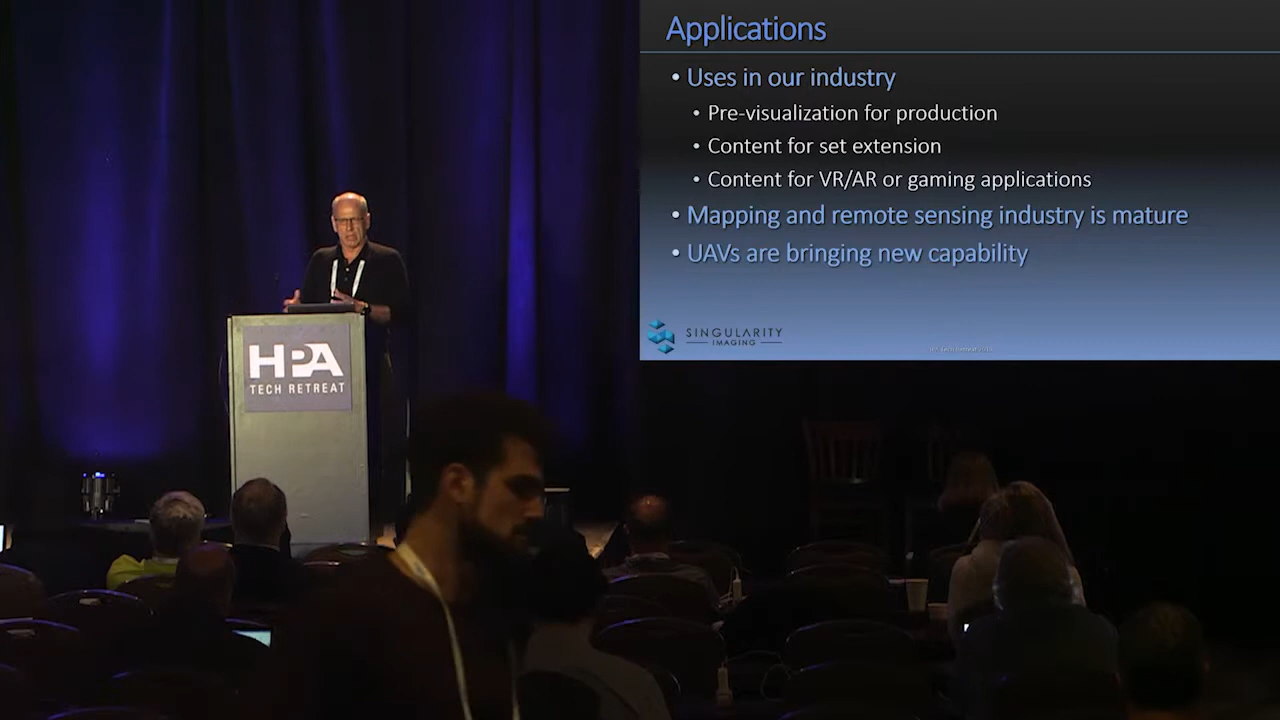 Applications
• Uses in our industry
• Pre-visualization for production
• Content for set extension
• Content for VR/AR or gaming applications
• Mapping and remote sensing industry is mature
• UAVs are bringing new capability
SINGULARITY
IMAGING
HPA
TECH RETREAT